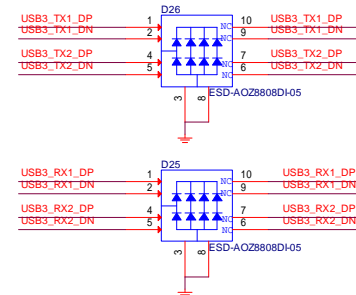 D26
USB3_TX1_DP 1 10 USB3_TX1_DP
USB3_TX1_DN 2 NC 9 USB3_TX1_DN
NC
USB3_TX2_DP 4 7 USB3_TX2_DP
USB3_TX2_DN 5 NC 6 USB3_TX2_DN
NC
ESD-AOZ8808DI-05
3 8
D25
USB3_RX1_DP 1 10 USB3_RX1_DP
USB3_RX1_DN 2 NC 9 USB3_RX1_DN
NC
USB3_RX2_DP 4 7 USB3_RX2_DP
USB3_RX2_DN 5 NC 6 USB3_RX2_DN
NC
ESD-AOZ8808DI-05
3 8